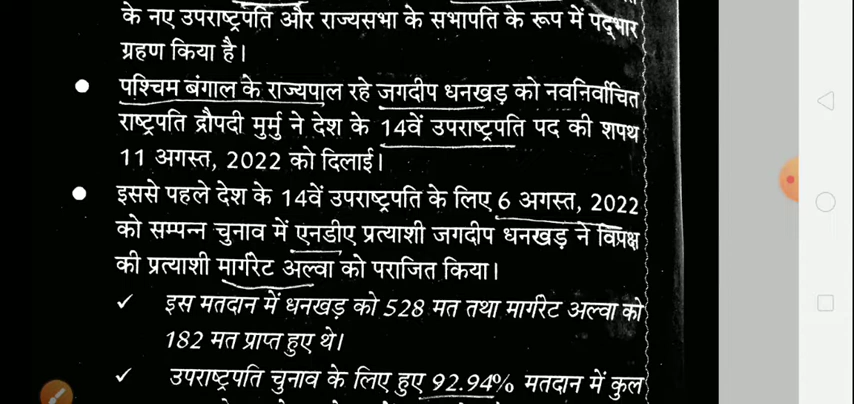 के नए उपराष्ट्रपति और राज्यसभा के सभापति के रूप में पद्भार
ग्रहण किया है।
● पश्चिम बंगाल के राज्यपाल रहे जगदीप धनखड़ को नवनिर्वाचित
राष्ट्रपति द्रौपदी मुर्मु ने देश के 14वें उपराष्ट्रपति पद की शपथ
11 अगस्त, 2022 को दिलाई।
● इससे पहले देश के 14वें उपराष्ट्रपति के लिए 6 अगस्त, 2022
को सम्पन्न चुनाव में एनडीए प्रत्याशी जगदीप धनखड़ ने विपक्ष
की प्रत्याशी मार्गरेट अल्वा को पराजित किया।
✓ इस मतदान में धनखड़ को 528 मत तथा मार्गरेट अल्वा को
182 मत प्राप्त हुए थे।
✓ उपराष्ट्रपति चुनाव के लिए हुए 92.94% मतदान में कुल